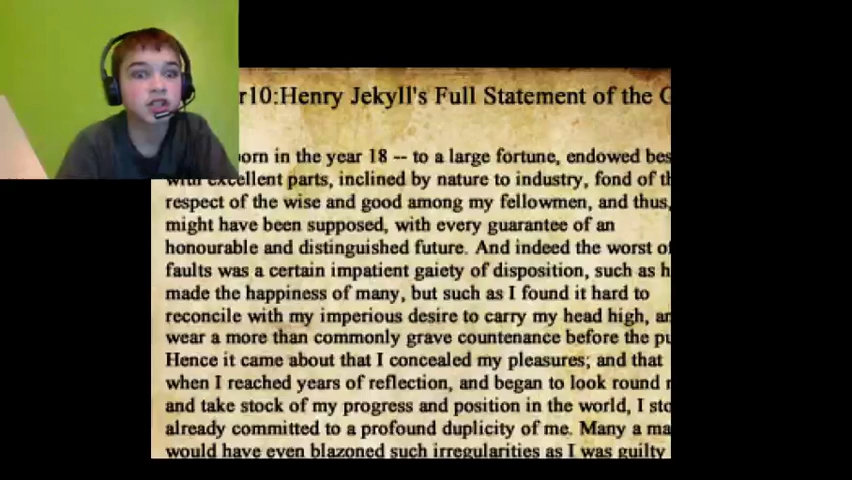 r10:Henry Jekyll's Full Statement of the C
orn in the year 18 -- to a large fortune, endowed bes
with excellent parts, inclined by nature to industry, fond of th
respect of the wise and good among my fellowmen, and thus,
might have been supposed, with every guarantee of an
honourable and distinguished future. And indeed the worst of
faults was a certain impatient gaiety of disposition, such as h
made the happiness of many, but such as I found it hard to
reconcile with my imperious desire to carry my head high, an
wear a more than commonly grave countenance before the pu
Hence it came about that I concealed my pleasures; and that
when I reached years of reflection, and began to look round m
and take stock of my progress and position in the world, I sto
already committed to a profound duplicity of me. Many a ma
would have even blazoned such irregularities as I was guilty